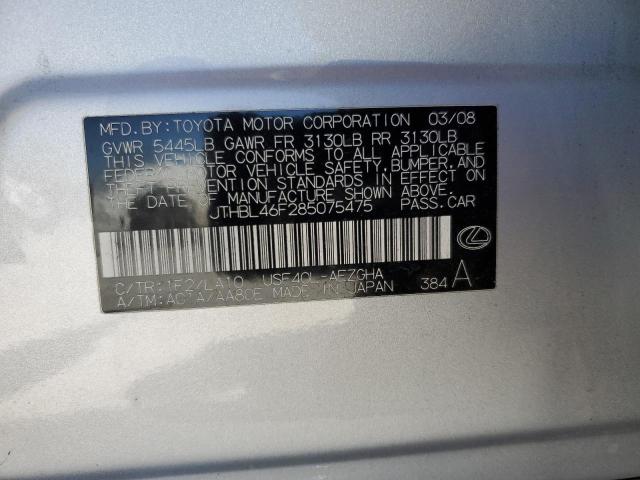 MFD. BY: TOYOTA MOTOR CORPORATION 03/08
GVWR 5445LB GAWR FR 3130LB RR 3130LB
THIS VEHICLE CONFORMS TO ALL APPLICABLE
FEDERAL MOTOR VEHICLE SAFETY, BUMPER, AND
THEFT PREVENTION STANDARDS IN EFFECT ON
THE DATE OF MANUFACTURE SHOWN ABOVE.
JTHBL46F285075475 PASS. CAR
C/TR: 1F2/LA10 USF40L-AEZGHA
A/TM: A01A/AA80E MADE IN JAPAN 384 A